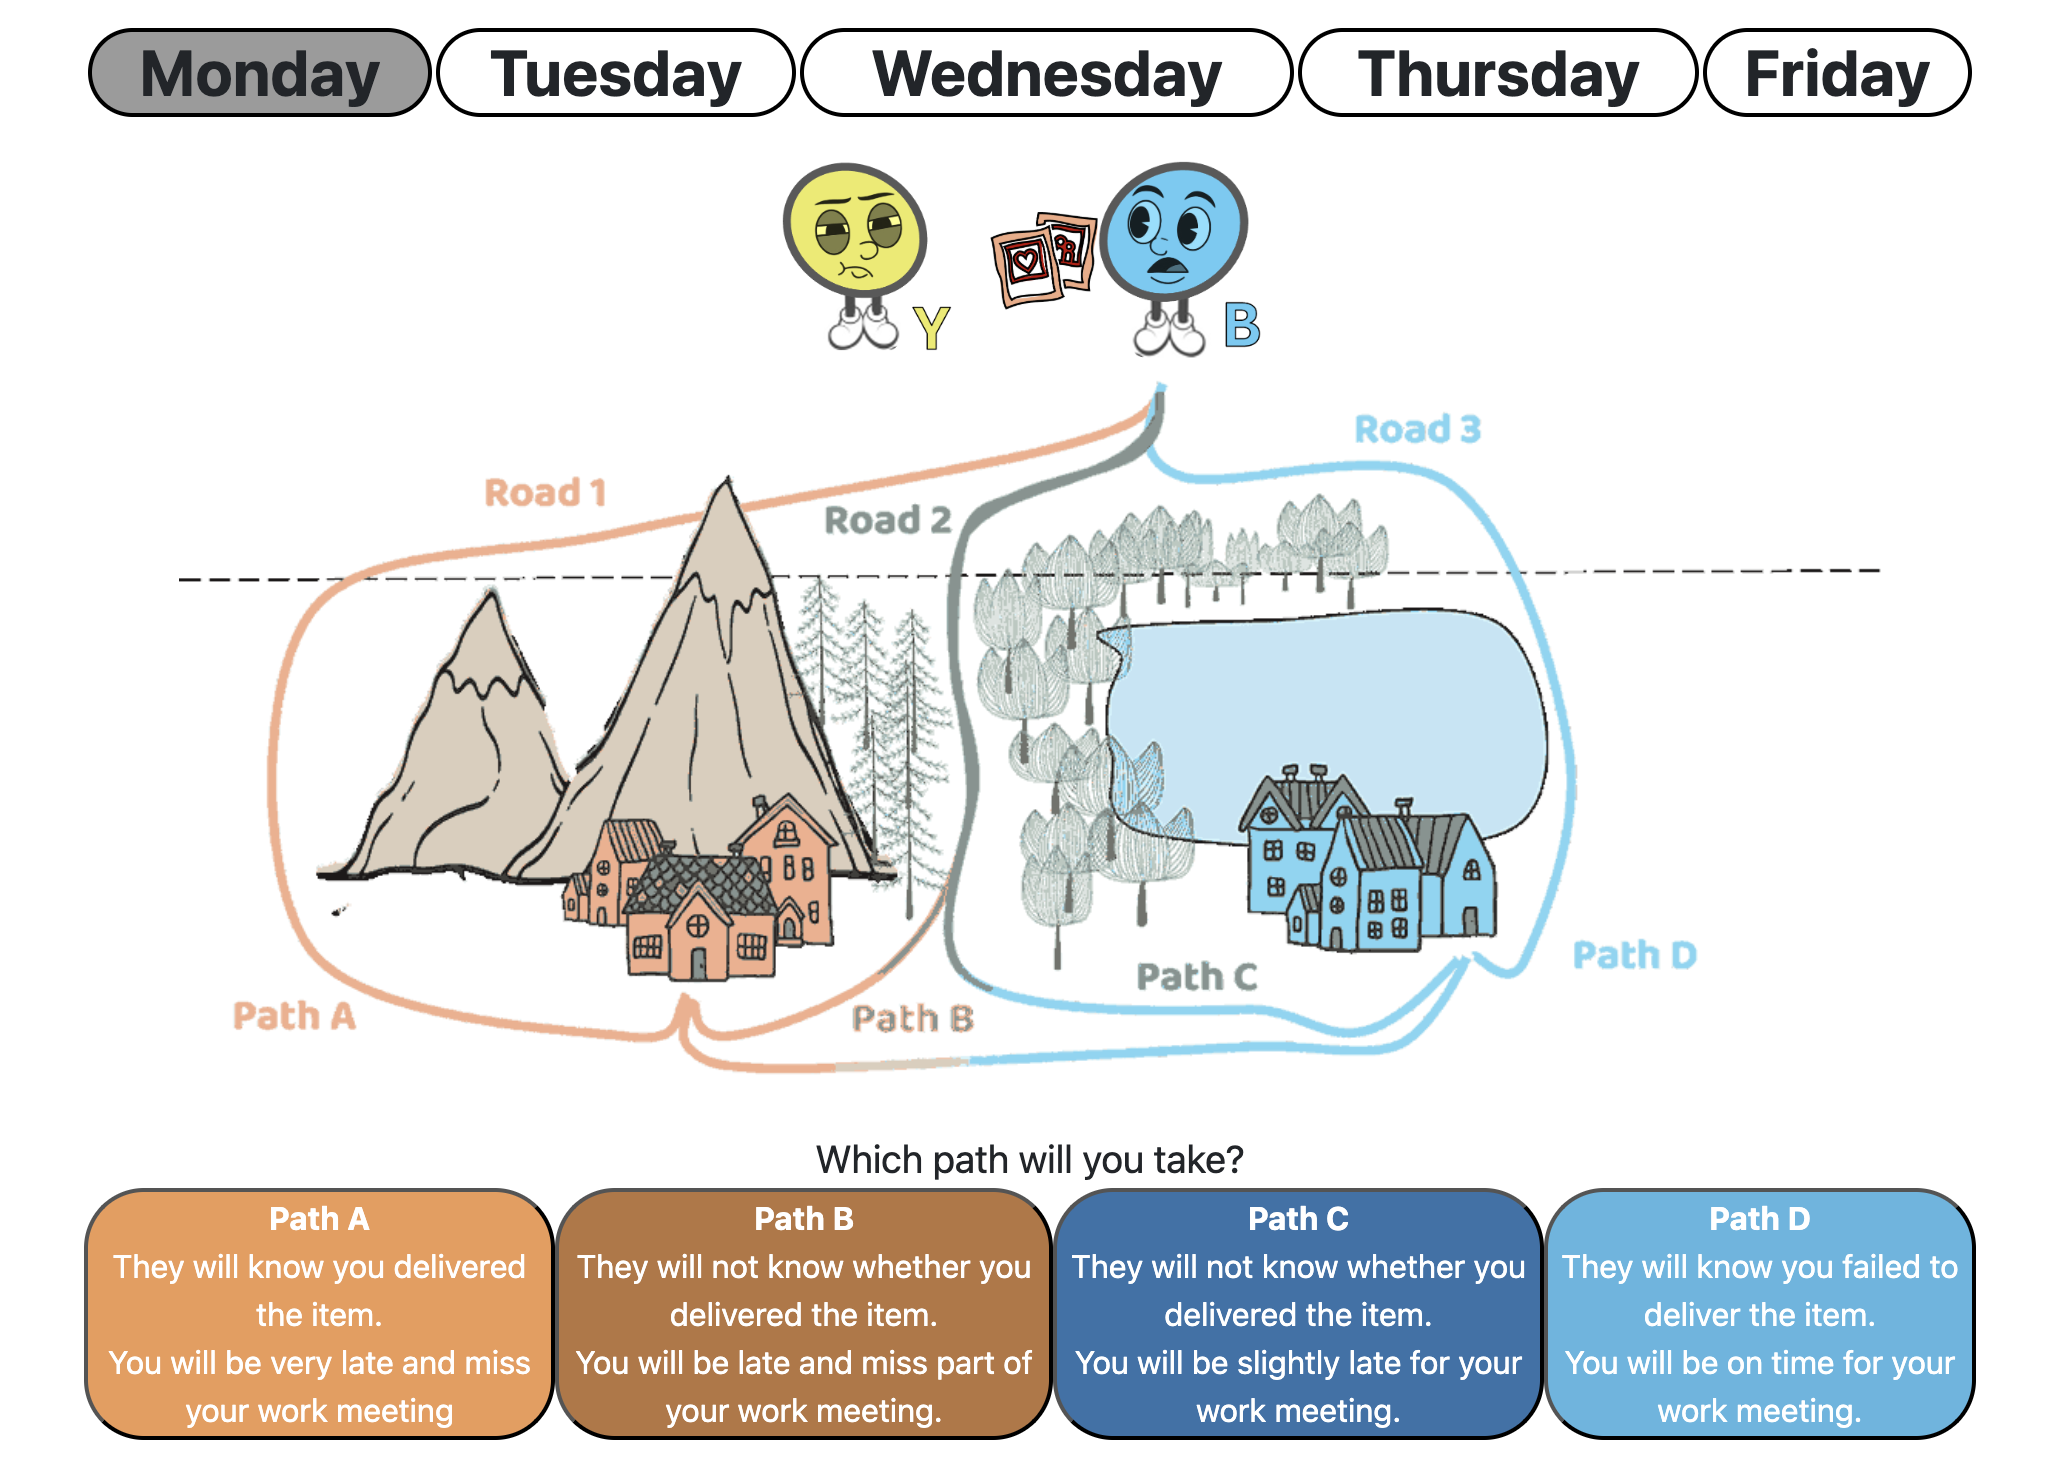 Monday Tuesday Wednesday Thursday Friday
R
Y B
Road 3
Road 1
Road 2
Path D
Path C
Path A
Path B
Which path will you take?
Path A
They will know you delivered
the item.
You will be very late and miss
your work meeting
Path B
They will not know whether you
delivered the item.
You will be late and miss part of
your work meeting.
Path C
They will not know whether you
delivered the item.
You will be slightly late for your
work meeting.
Path D
They will know you failed to
deliver the item.
You will be on time for your
work meeting.